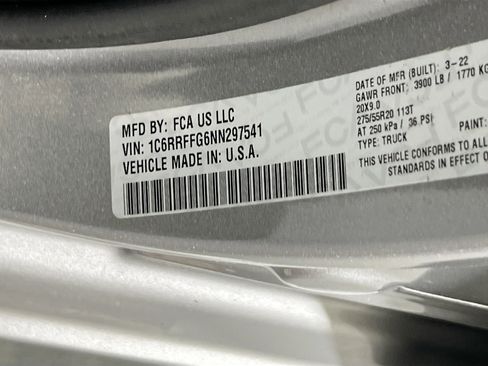 MFD BY: FCA US LLC
VIN: 1C6RRFFG6NN297541
VEHICLE MADE IN: U.S.A.
DATE OF MFR (BUILT): 3-22
GAWR FRONT: 3900 LB / 1770 KG
20X9.0
275/55R20 113T
AT 250 kPa / 36 PSI
TYPE: TRUCK
PAINT:
THIS VEHICLE CONFORMS TO ALL
STANDARDS IN EFFECT O